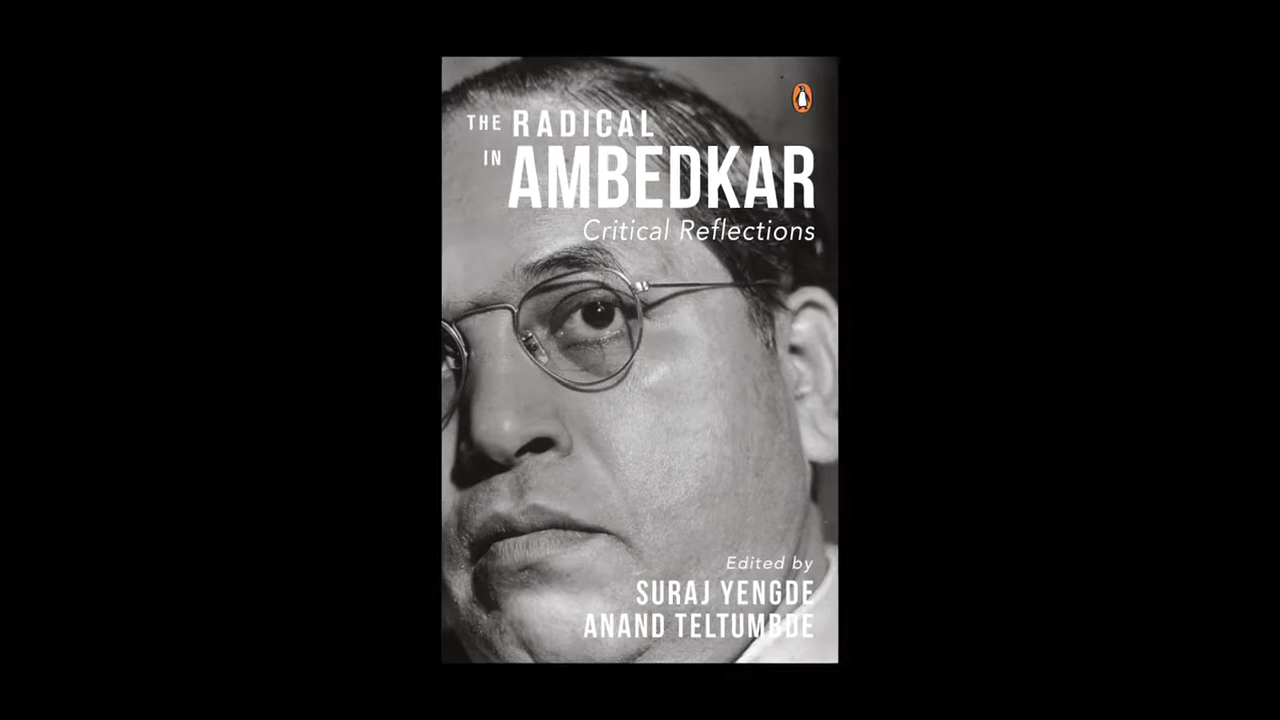 THE RADICAL
IN AMBEDKAR
Critical Reflections
Edited by
SURAJ YENGDE
ANAND TELTUMBDE